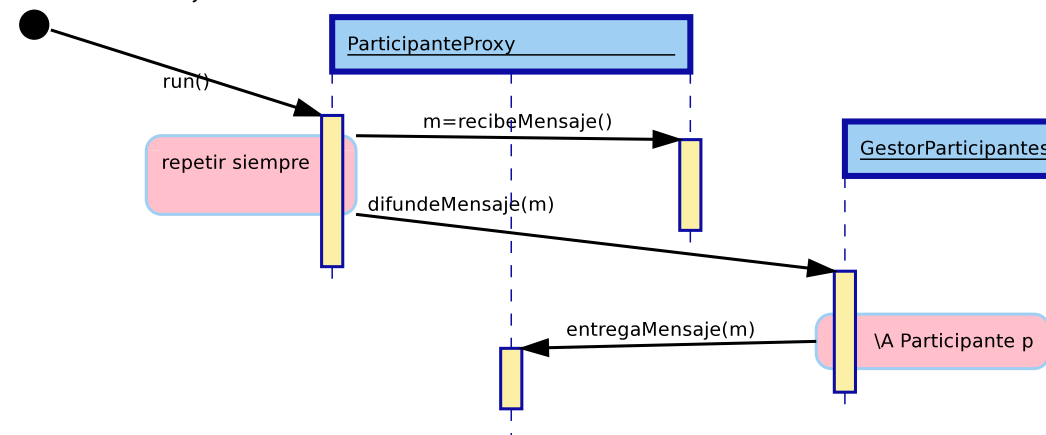 ParticipanteProxy
run()
m=recibeMensaje()
GestorParticipantes
repetir siempre
difundeMensaje(m)
entregaMensaje(m)
\A Participante p